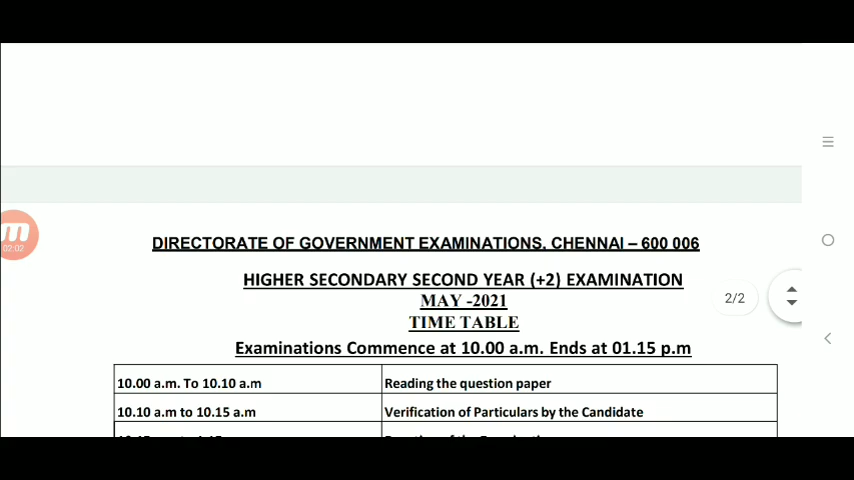 DIRECTORATE OF GOVERNMENT EXAMINATIONS, CHENNAI – 600 006
HIGHER SECONDARY SECOND YEAR (+2) EXAMINATION
MAY -2021
TIME TABLE
Examinations Commence at 10.00 a.m. Ends at 01.15 p.m
10.00 a.m. To 10.10 a.m Reading the question paper
10.10 a.m to 10.15 a.m Verification of Particulars by the Candidate
2/2
02:02